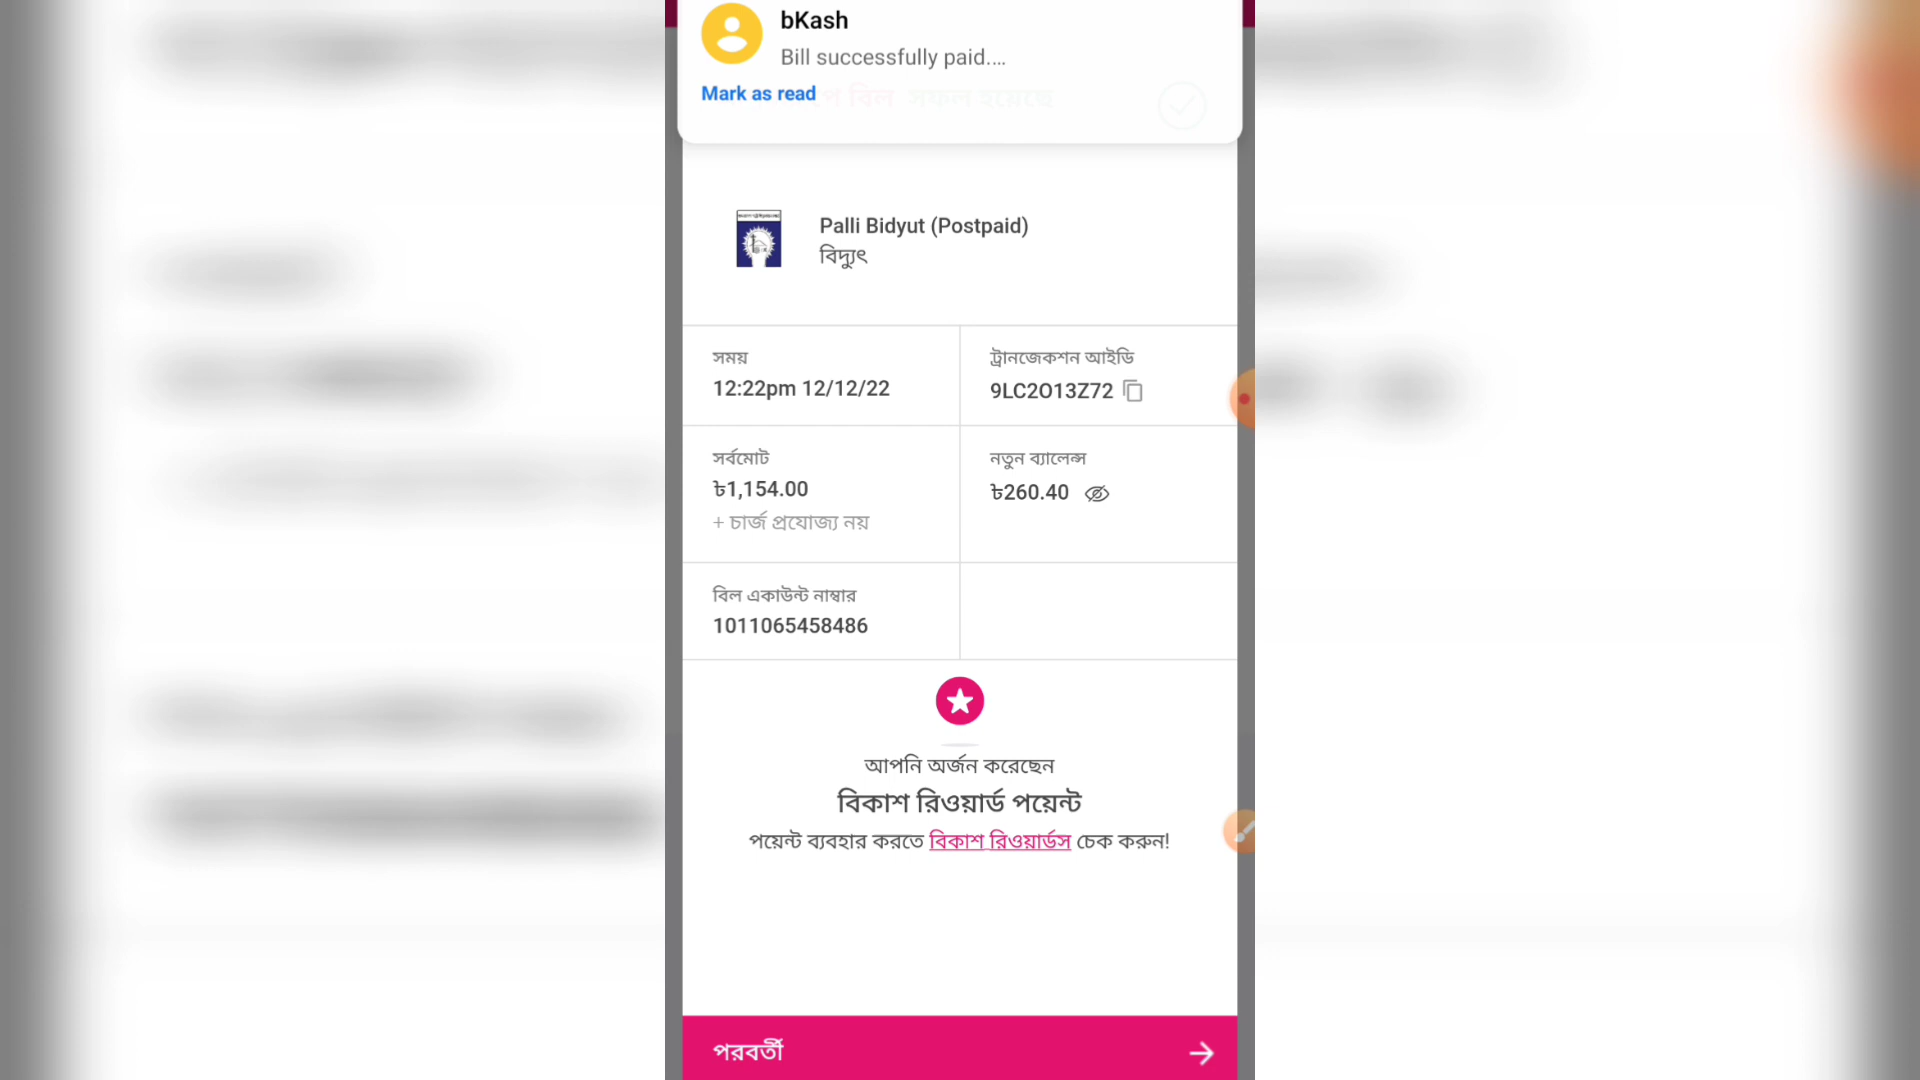 bKash
Bill successfully paid....
Mark as read
বিল সফল হয়েছে
Palli Bidyut (Postpaid)
বিদ্যুৎ
সময়
12:22pm 12/12/22
ট্রানজেকশন আইডি
9LC2O13Z72
সর্বমোট
৳1,154.00
+ চার্জ প্রযোজ্য নয়
নতুন ব্যালেন্স
৳260.40
বিল একাউন্ট নাম্বার
1011065458486
আপনি অর্জন করেছেন
বিকাশ রিওয়ার্ড পয়েন্ট
পয়েন্ট ব্যবহার করতে বিকাশ রিওয়ার্ডস চেক করুন!
পরবর্তী